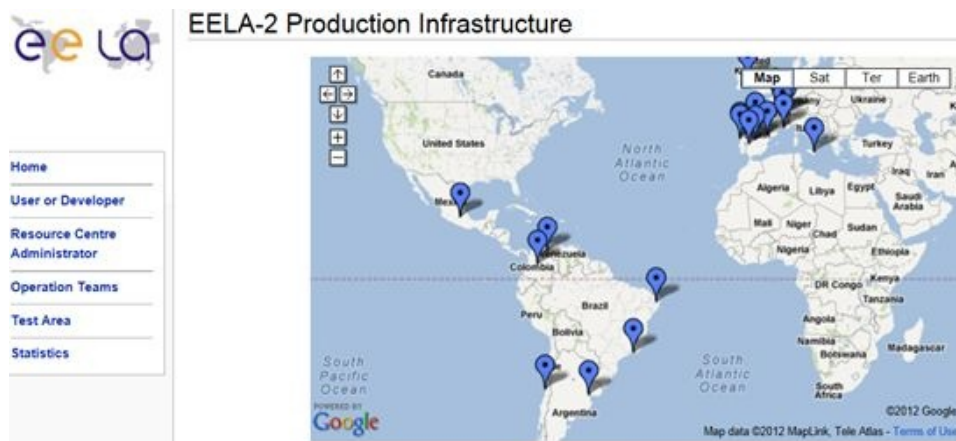 eela
EELA-2 Production Infrastructure
Home
User or Developer
Resource Centre
Administrator
Operation Teams
Test Area
Statistics
Map Sat Ter Earth
Canada
United States
North
Atlantic
Ocean
Ukraine
Turkey
Iraq Iran
Algeria Libya Egypt Saudi
Arabia
Mali Niger Chad Sudan
Nigeria Ethiopia
Colombia
Kenya
DR Congo
Tanzania
Brazil
Peru
Bolivia
Angola
Namibia
Botswana
Madagascar
South
Pacific
Ocean
South
Atlantic
Ocean
South
Africa
Argentina
POWERED BY
Google
©2012 Google
Map data ©2012 MapLink, Tele Atlas - Terms of Use